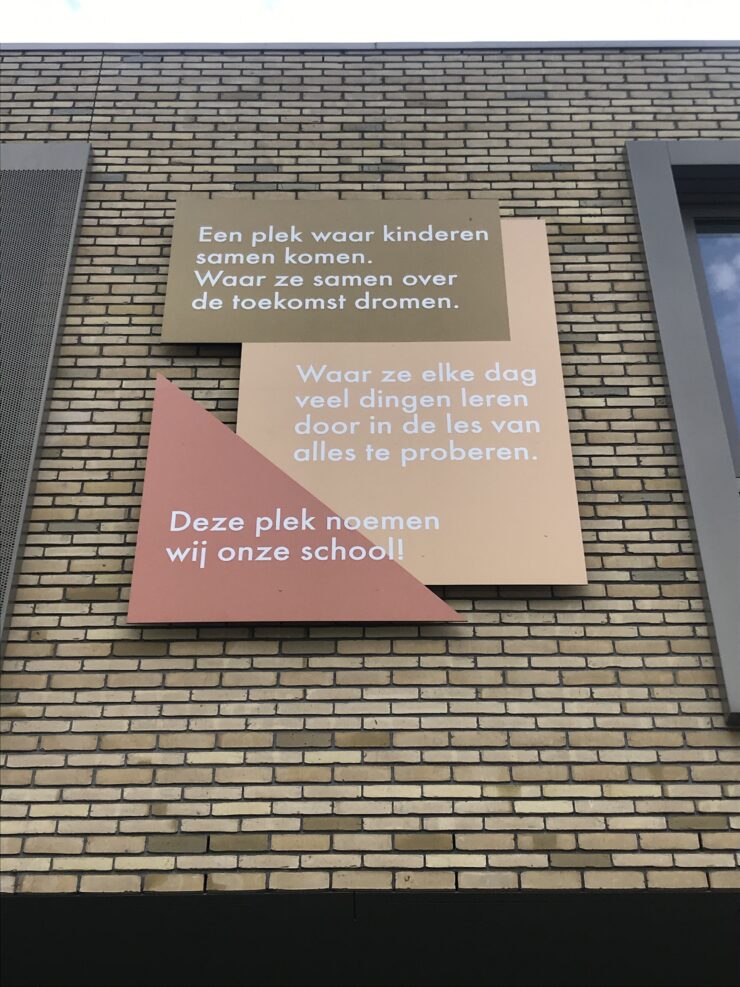 Een plek waar kinderen
samen komen.
Waar ze samen over
de toekomst dromen.
Waar ze elke dag
veel dingen leren
door in de les van
alles te proberen.
Deze plek noemen
wij onze school!